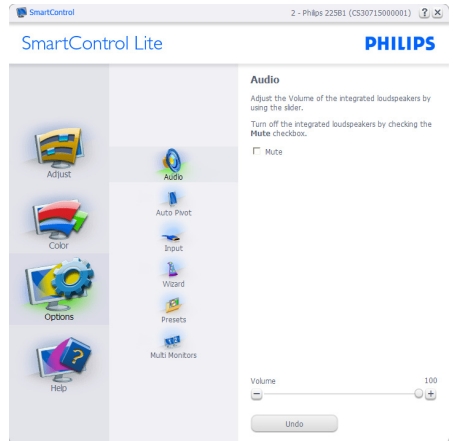 SmartControl
2 - Philips 225B1 (CS30715000001)
? X
SmartControl Lite
PHILIPS
Adjust
Color
Options
Help
Audio
Auto Pivot
Input
Wizard
Presets
Multi Monitors
Audio
Adjust the Volume of the integrated loudspeakers by
using the slider.
Turn off the integrated loudspeakers by checking the
Mute checkbox.
Mute
Volume 100
Undo